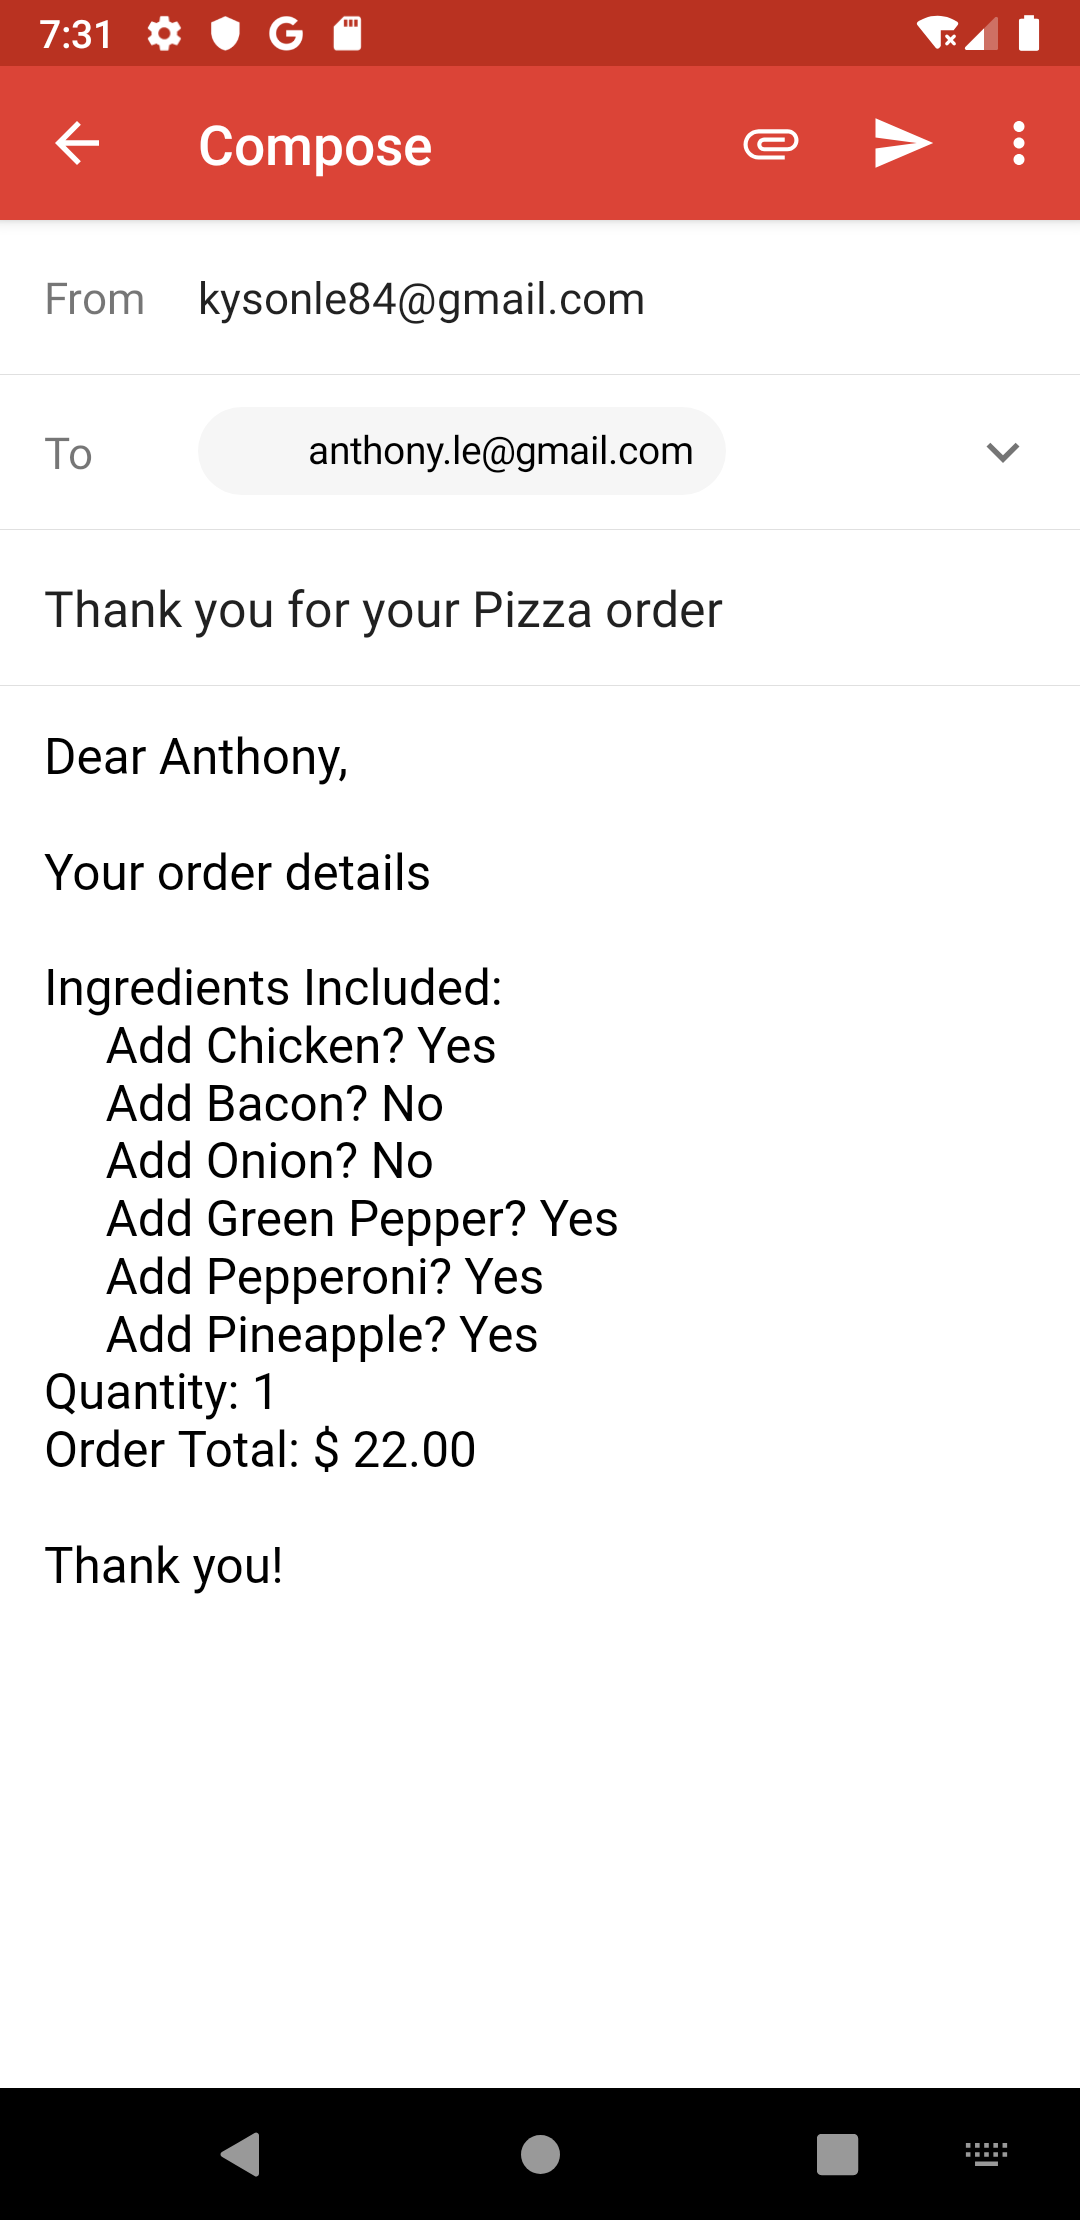 7:31
Compose
From kysonle84@gmail.com
To anthony.le@gmail.com
Thank you for your Pizza order
Dear Anthony,
Your order details
Ingredients Included:
Add Chicken? Yes
Add Bacon? No
Add Onion? No
Add Green Pepper? Yes
Add Pepperoni? Yes
Add Pineapple? Yes
Quantity: 1
Order Total: $ 22.00
Thank you!